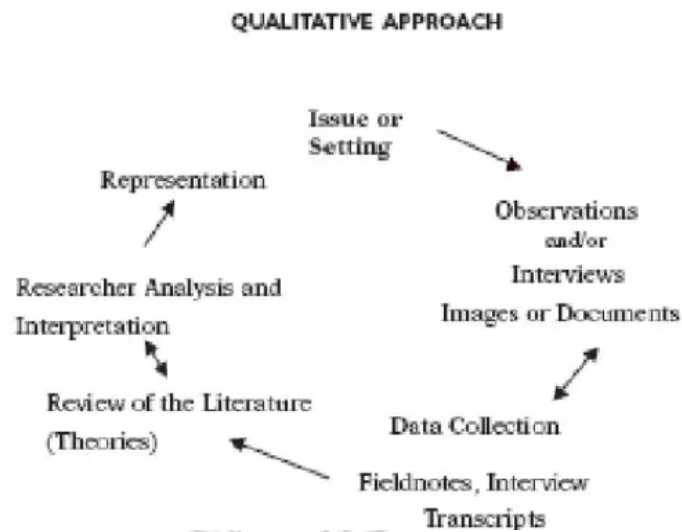 QUALITATIVE APPROACH
Issue or
Setting
Representation
Observations
and/or
Interviews
Images or Documents
Researcher Analysis and
Interpretation
Review of the Literature
(Theories)
Data Collection
Fieldnotes, Interview
Transcripts